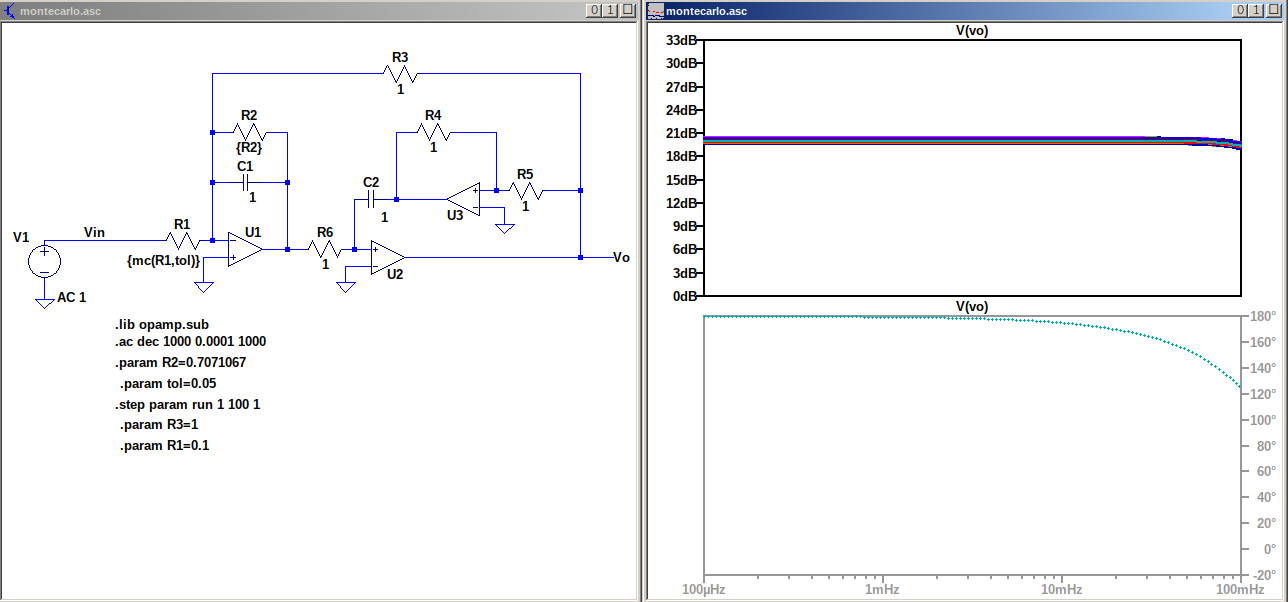 montecarlo.asc
0 1
R3
1
R2
{R2}
R4
1
C1
1
C2
1
R5
1
U3
V1
Vin
R1
{mc(R1,tol)}
U1
R6
1
U2
Vo
AC 1
.lib opamp.sub
.ac dec 1000 0.0001 1000
.param R2=0.7071067
.param tol=0.05
.step param run 1 100 1
.param R3=1
.param R1=0.1
montecarlo.asc
0 1
V(vo)
33dB
30dB
27dB
24dB
21dB
18dB
15dB
12dB
9dB
6dB
3dB
0dB
V(vo)
180°
160°
140°
120°
100°
80°
60°
40°
20°
0°
-20°
100µHz 1mHz 10mHz 100mHz